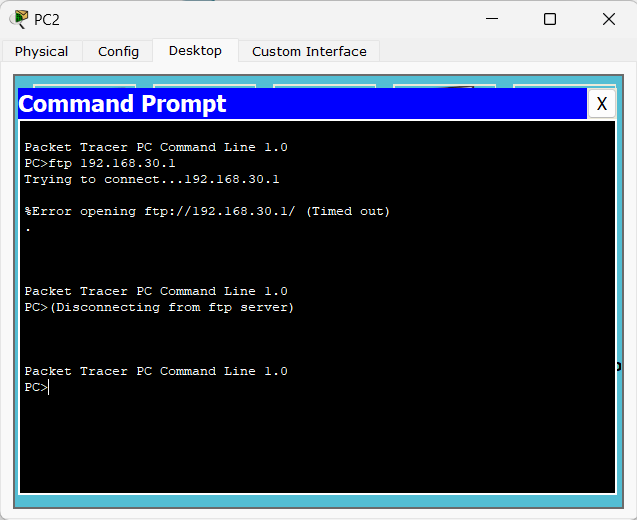 PC2
Physical Config Desktop Custom Interface
Command Prompt X
Packet Tracer PC Command Line 1.0
PC>ftp 192.168.30.1
Trying to connect...192.168.30.1
%Error opening ftp://192.168.30.1/ (Timed out)
.
Packet Tracer PC Command Line 1.0
PC>(Disconnecting from ftp server)
Packet Tracer PC Command Line 1.0
PC>